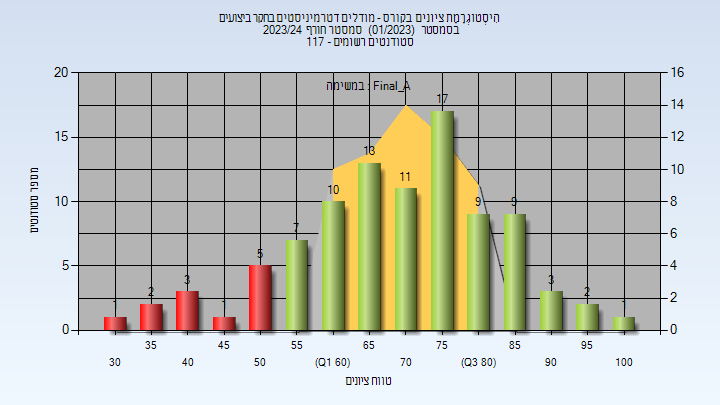 היסטוגרמת ציונים בקורס - מודלים דטרמיניסטים בחקר ביצועים
בסמסטר (01/2023) סמסטר חורף 2023/24
סטודנטים רשומים - 117
במשימה : Final_A
20 16
17
14
15 13 12
11
10
10 10
9 9
8
7
6
5
5 4
3 3
2 2
2
1 1 1
0 0
35 45 55 65 75 85 95
30 40 50 (Q1 60) 70 (Q3 80) 90 100
מספר סטודנטים
טווח ציונים